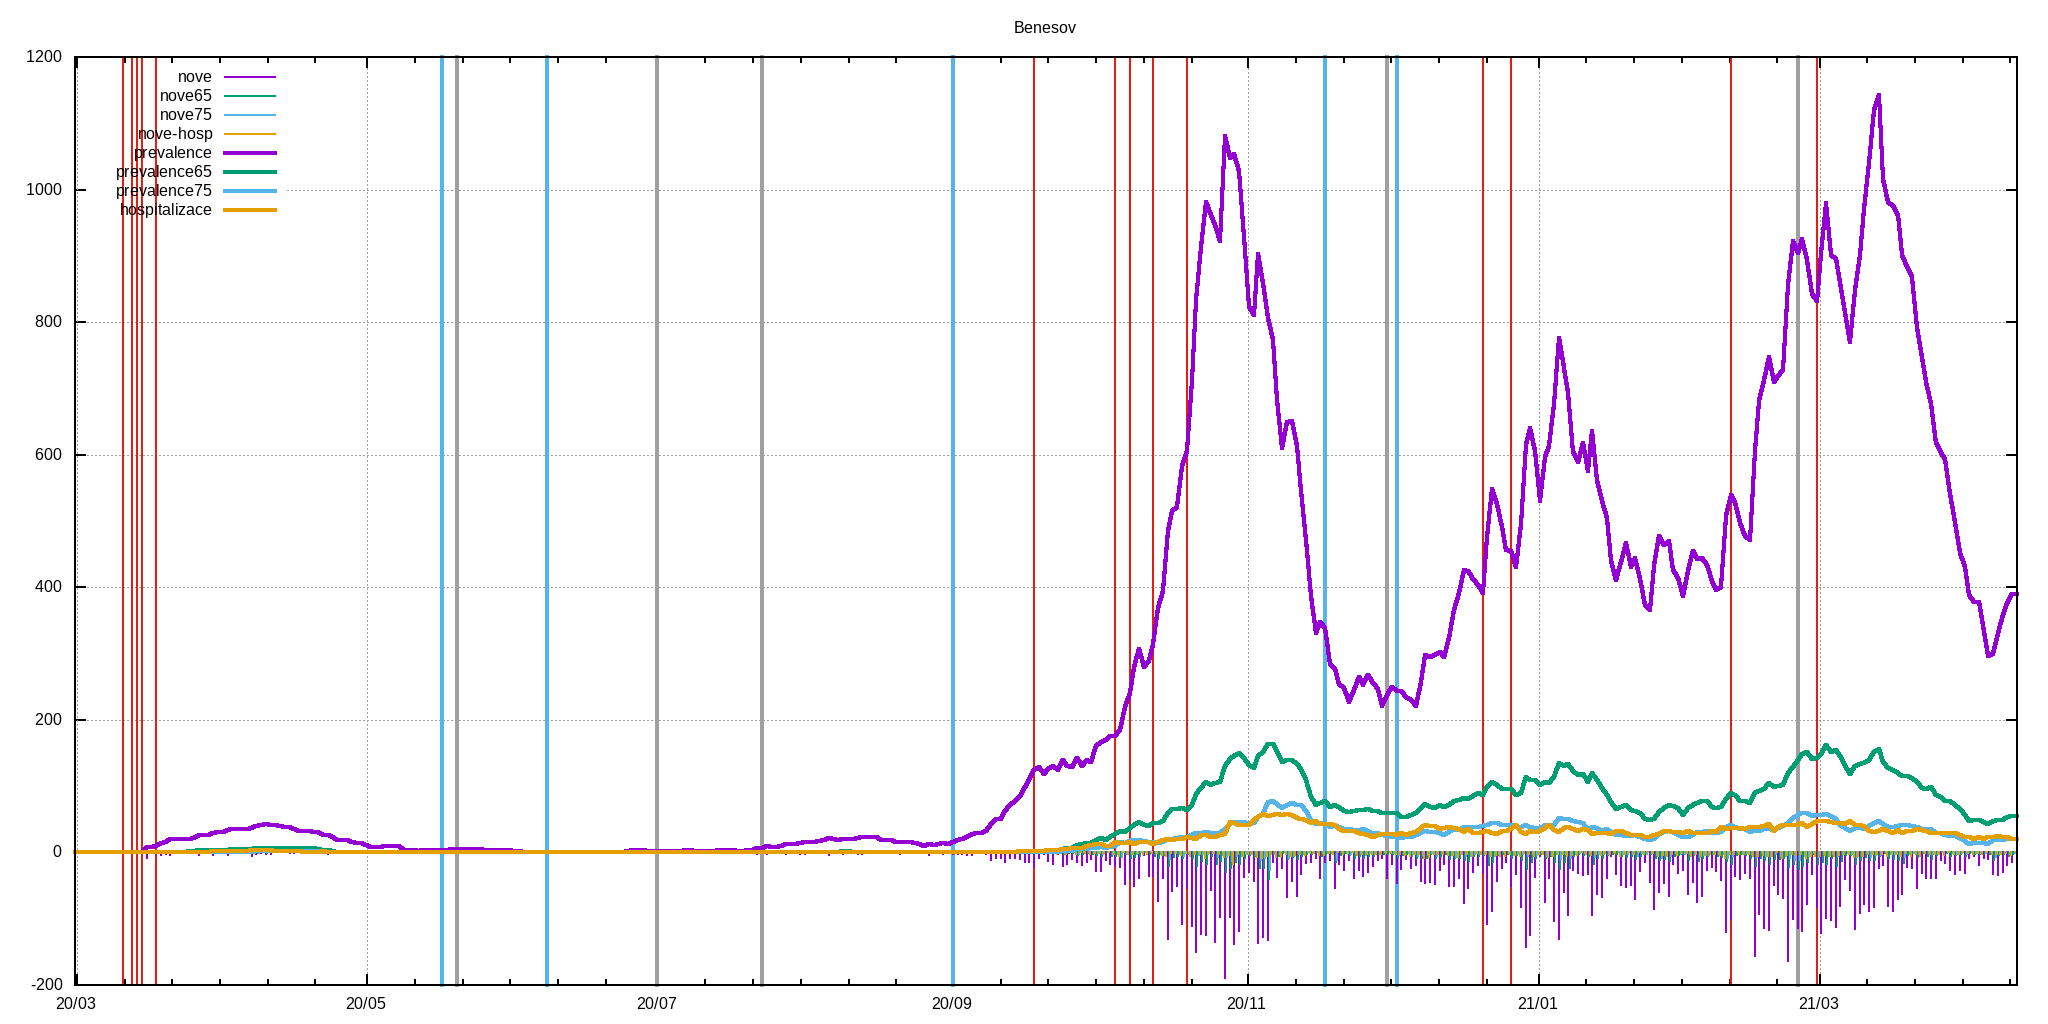 Benesov
1200
1000
800
600
400
200
0
-200
nove
nove65
nove75
nove-hosp
prevalence
prevalence65
prevalence75
hospitalizace
20/03 20/05 20/07 20/09 20/11 21/01 21/03